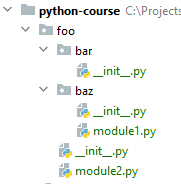 python-course C:\Projects
foo
bar
__init__.py
baz
__init__.py
module1.py
__init__.py
module2.py